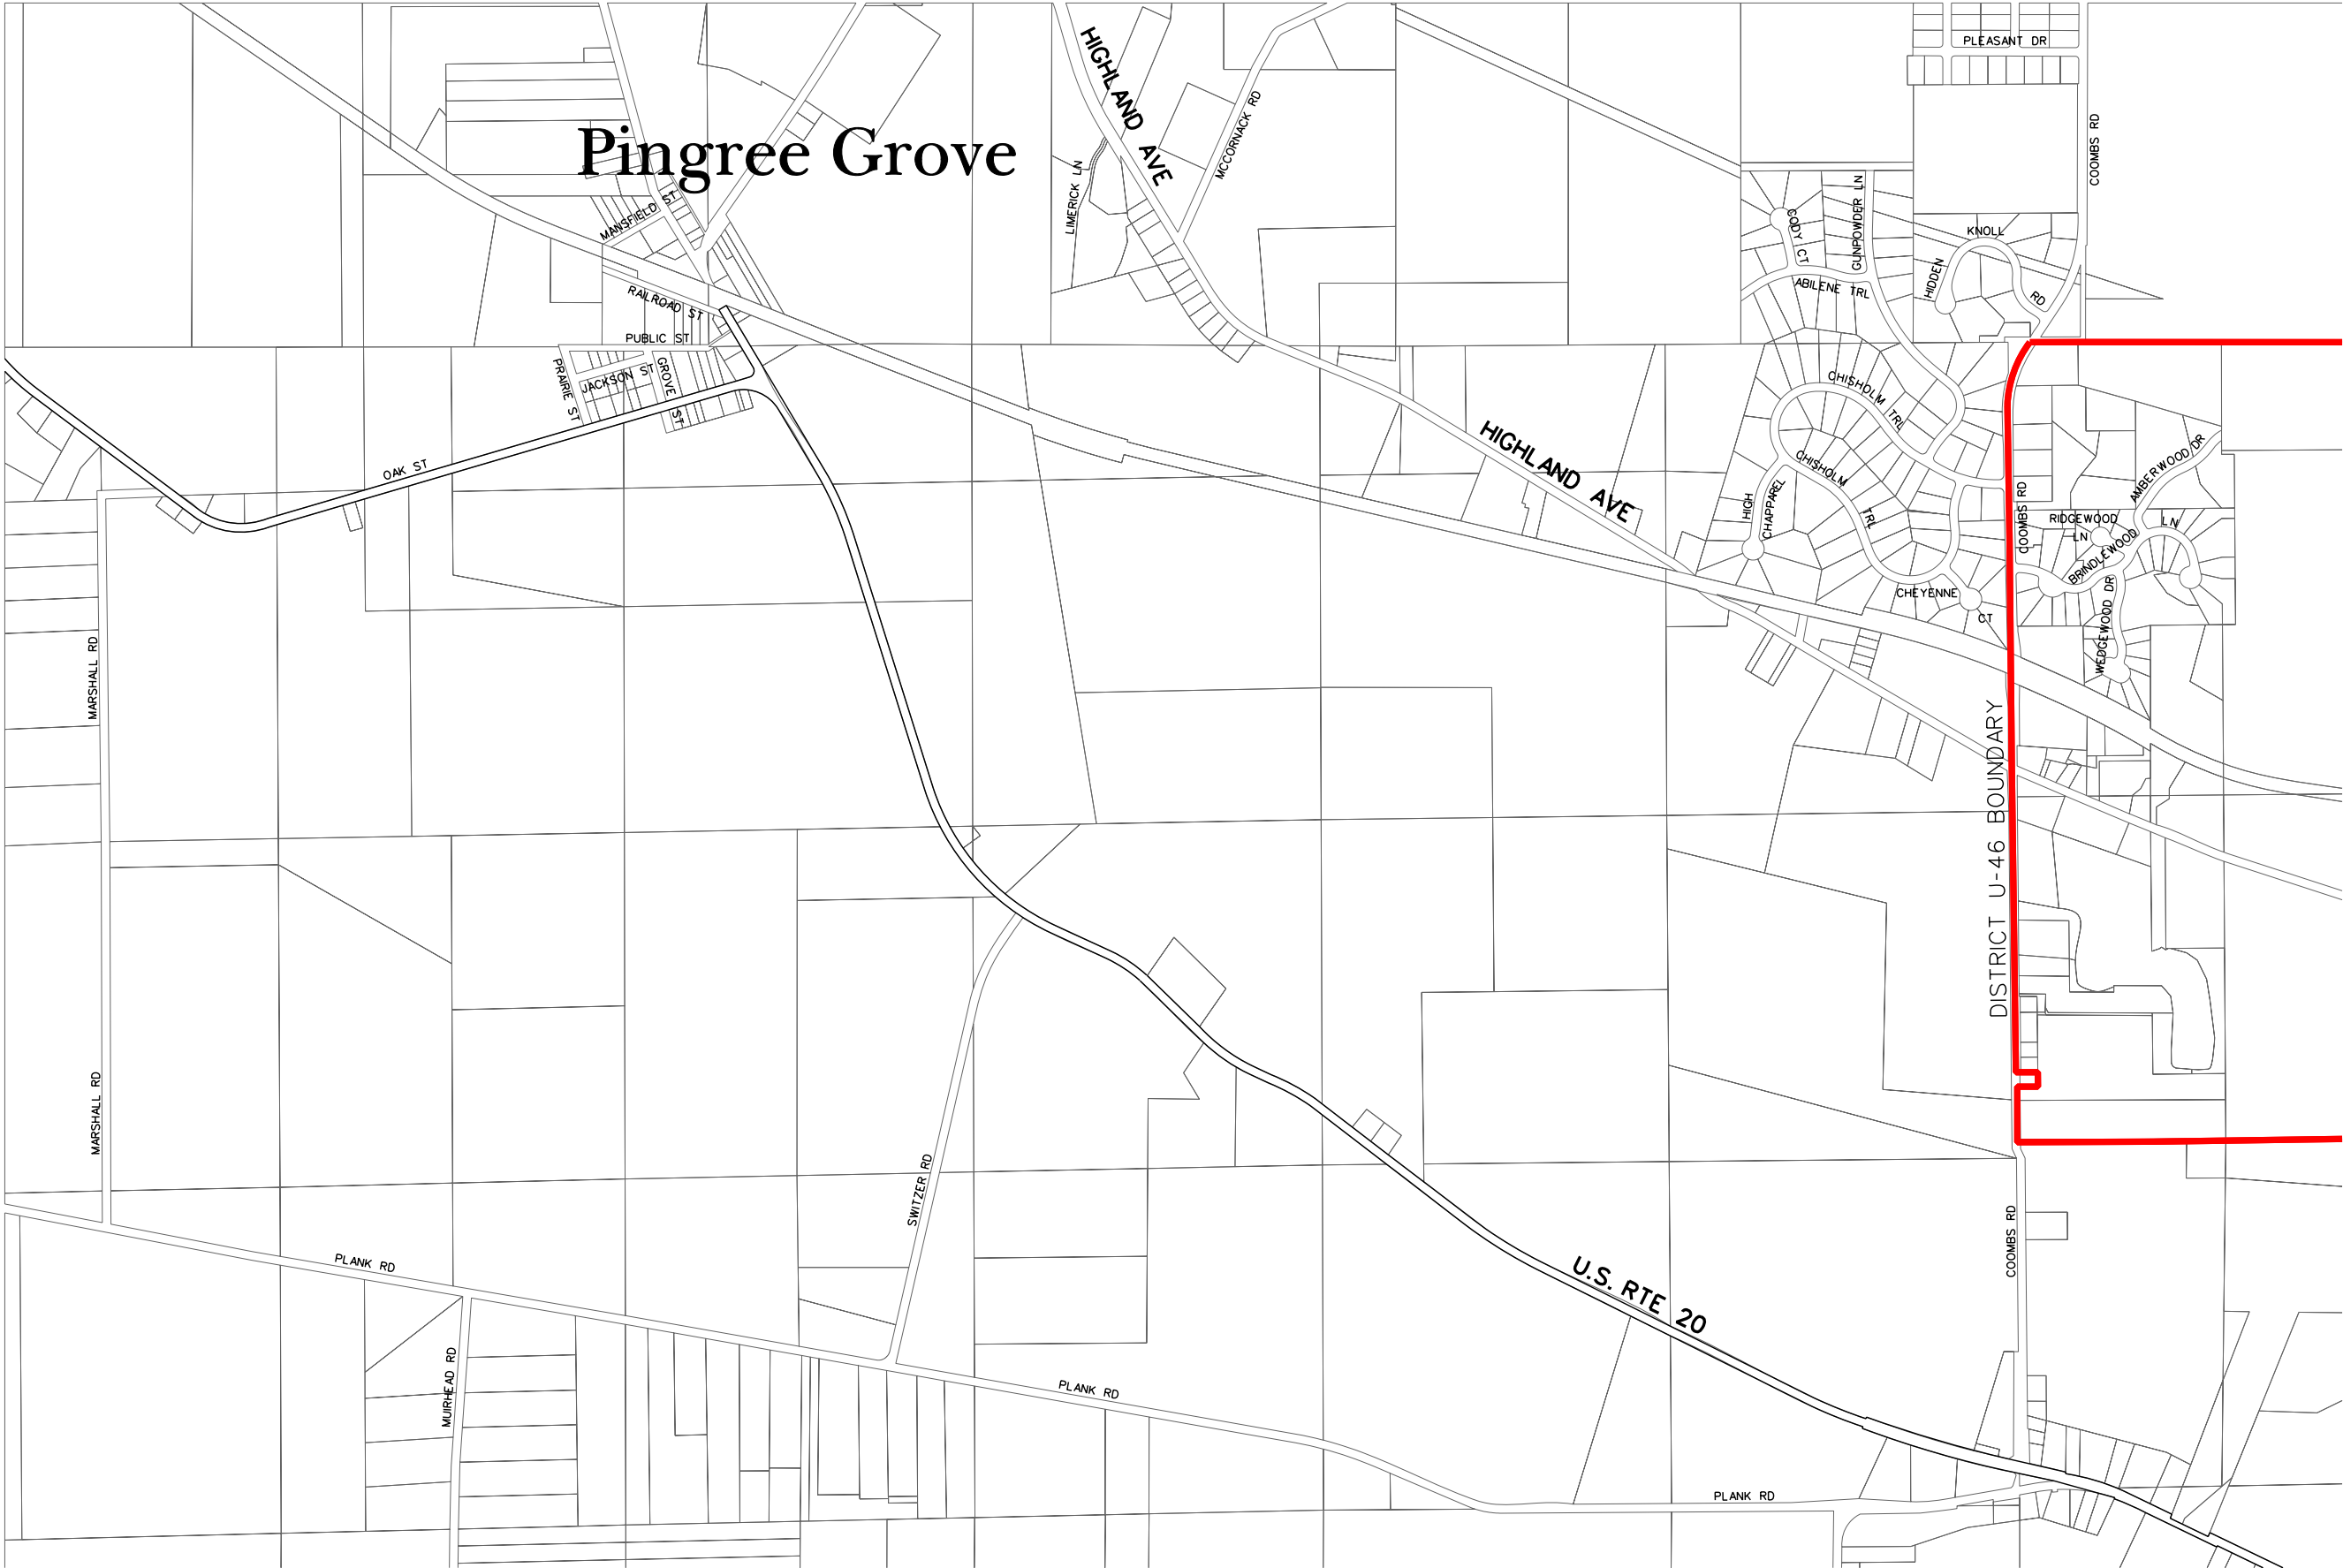 PLEASANT DR
HIGHLAND AVE
MCCORNACK RD
COOMBS RD
Pingree Grove
LIMERICK LN
MANSFIELD ST
CODY CT
GUNPOWDER LN
KNOLL
HIDDEN
RD
ABILENE TRL
RAILROAD ST
PUBLIC ST
PRAIRIE ST
JACKSON ST
GROVE ST
CHISHOLM TRL
HIGHLAND AVE
OAK ST
CHISHOLM
TRL
HIGH
CHAPPAREL
COOMBS RD
AMBERWOOD DR
RIDGEWOOD
LN
LN
BRINDLEWOOD
WEDGEWOOD DR
CHEYENNE
CT
MARSHALL RD
DISTRICT U-46 BOUNDARY
MARSHALL RD
SWITZER RD
COOMBS RD
PLANK RD
U.S. RTE 20
MUIRHEAD RD
PLANK RD
PLANK RD